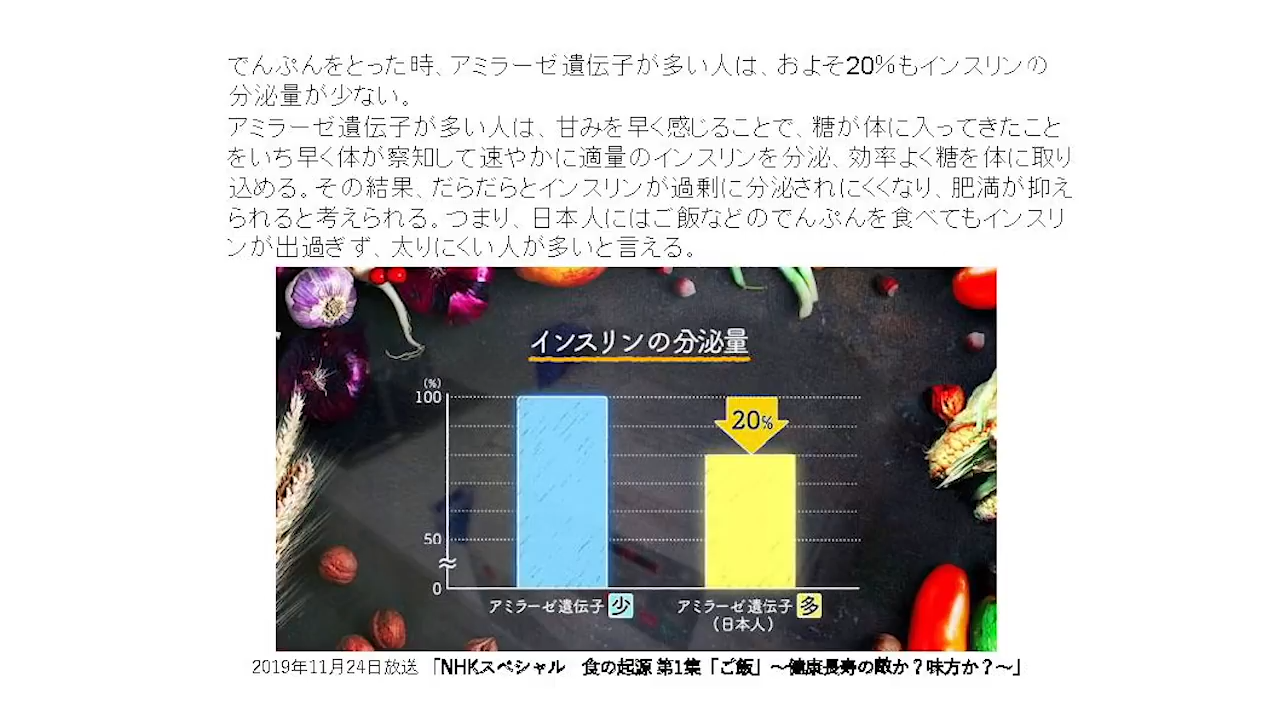 でんぷんをとった時、アミラーゼ遺伝子が多い人は、およそ20%もインスリンの
分泌量が少ない。
アミラーゼ遺伝子が多い人は、甘みを早く感じることで、糖が体に入ってきたこと
をいち早く体が察知して速やかに適量のインスリンを分泌、効率よく糖を体に取り
込める。その結果、だらだらとインスリンが過剰に分泌されにくくなり、肥満が抑え
られると考えられる。つまり、日本人にはご飯などのでんぷんを食べてもインスリ
ンが出過ぎず、太りにくい人が多いと言える。
インスリンの分泌量
(%)
100
20%
50
0
アミラーゼ遺伝子 少
アミラーゼ遺伝子 多
(日本人)
2019年11月24日放送 「NHKスペシャル 食の起源 第1集「ご飯」〜健康長寿の敵か?味方か?〜」